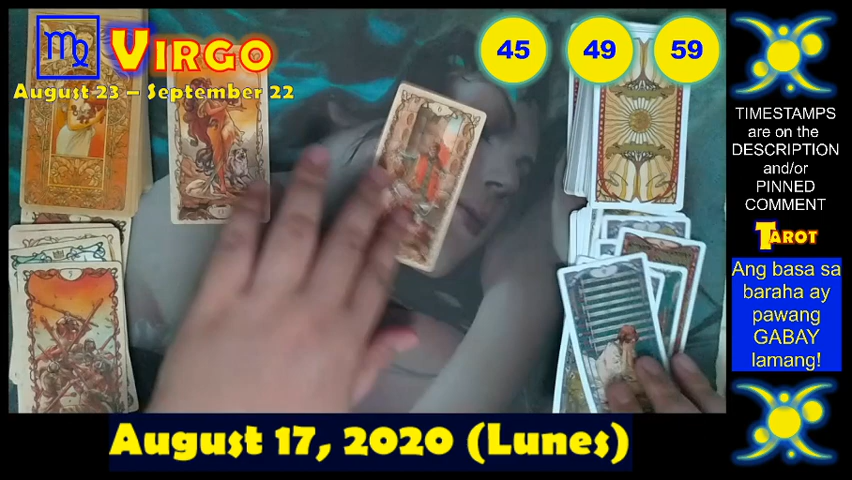 ♍ VIRGO
August 23 – September 22
45 49 59
TIMESTAMPS
are on the
DESCRIPTION
and/or
PINNED
COMMENT
TAROT
Ang basa sa
baraha ay
pawang
GABAY
lamang!
August 17, 2020 (Lunes)